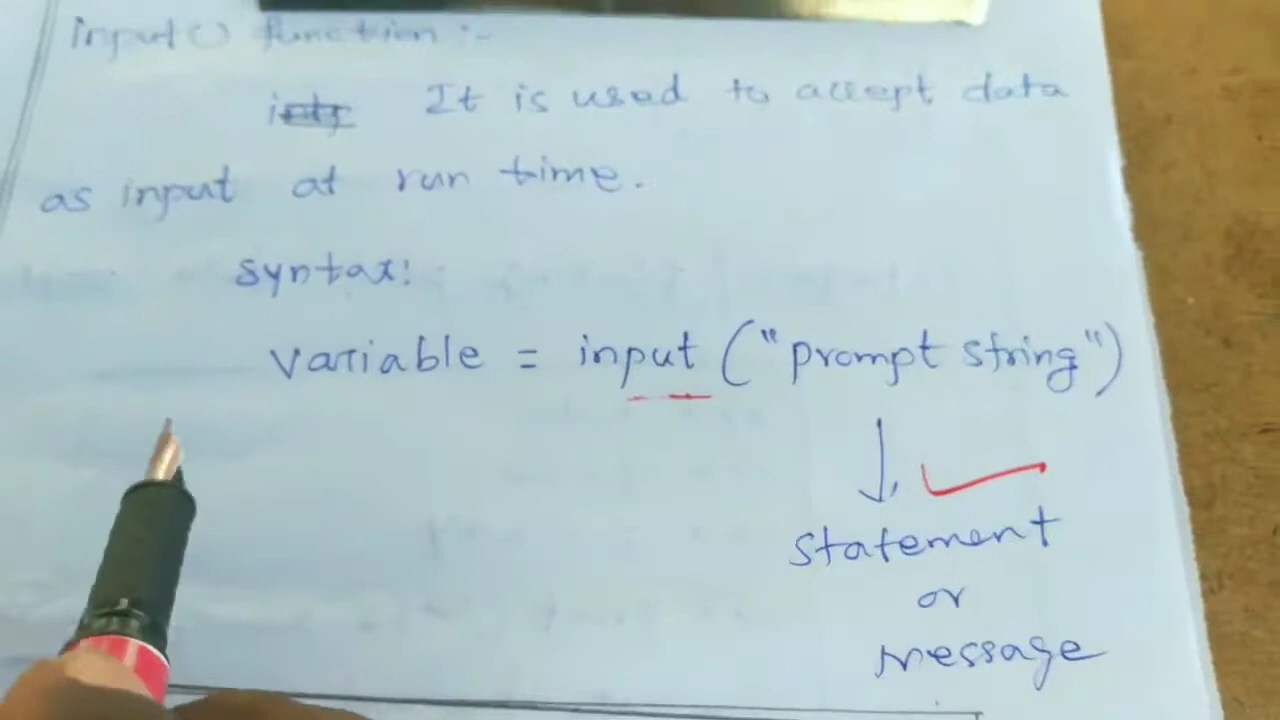 input() function :-
It is used to accept data
as input at run time.
syntax:
variable = input ("prompt string")
statement
or
message